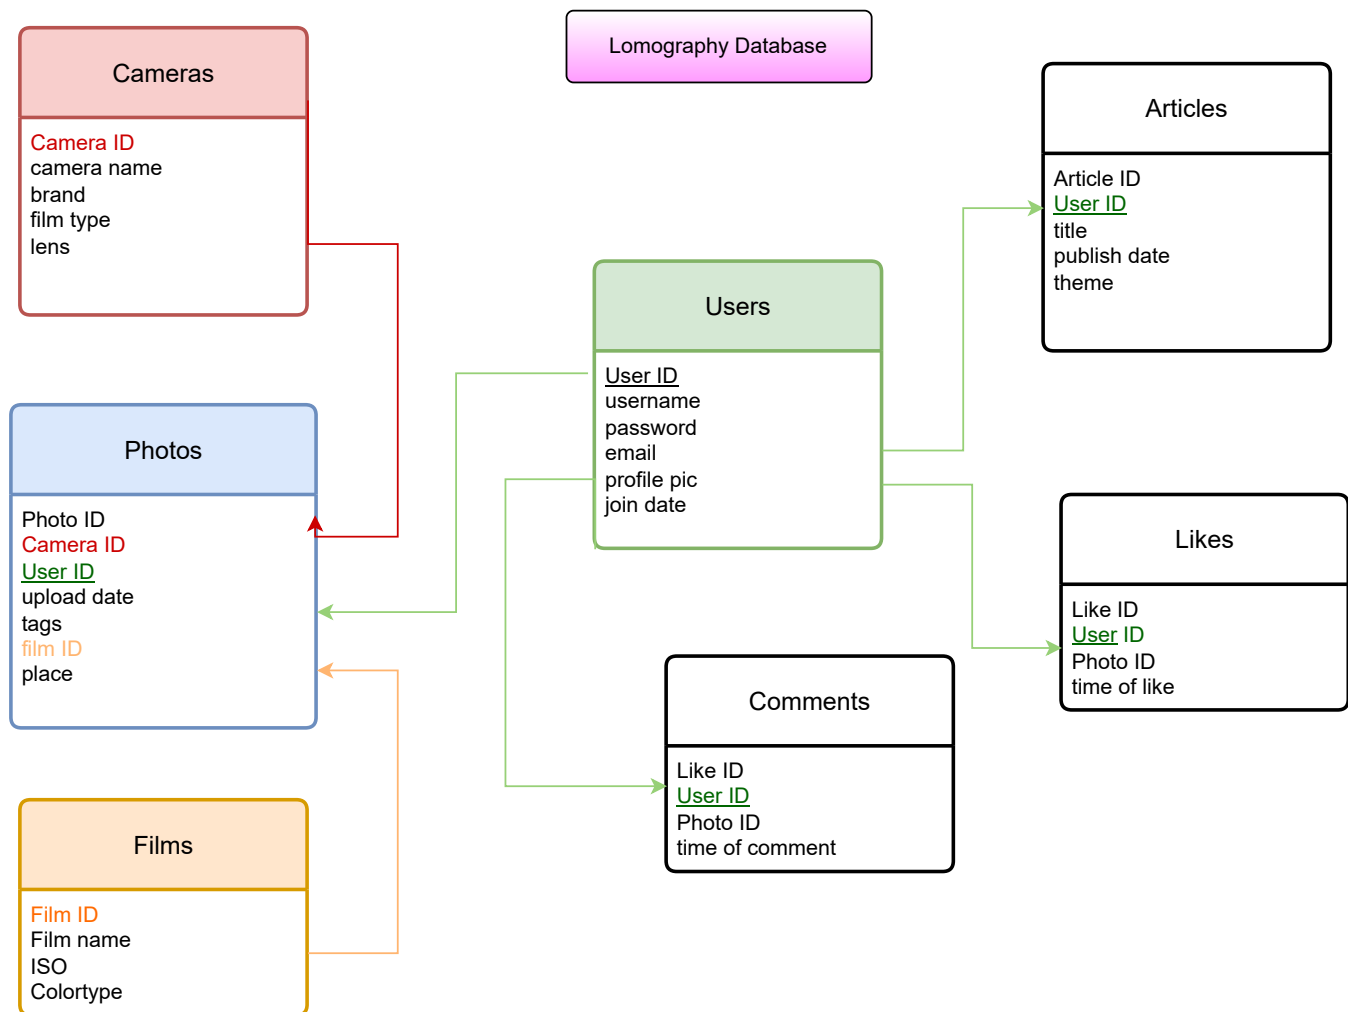 Lomography Database
Cameras
Camera ID
camera name
brand
film type
lens
Photos
Photo ID
Camera ID
User ID
upload date
tags
film ID
place
Films
Film ID
Film name
ISO
Colortype
Users
User ID
username
password
email
profile pic
join date
Comments
Like ID
User ID
Photo ID
time of comment
Articles
Article ID
User ID
title
publish date
theme
Likes
Like ID
User ID
Photo ID
time of like